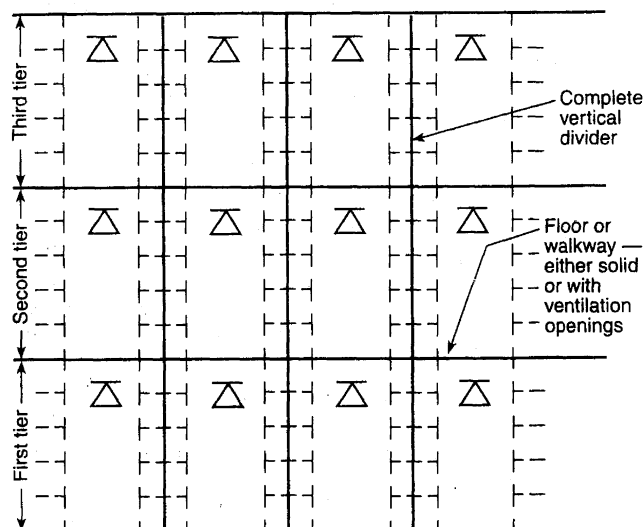 Third tier
Second tier
First tier
Complete
vertical
divider
Floor or
walkway —
either solid
or with
ventilation
openings